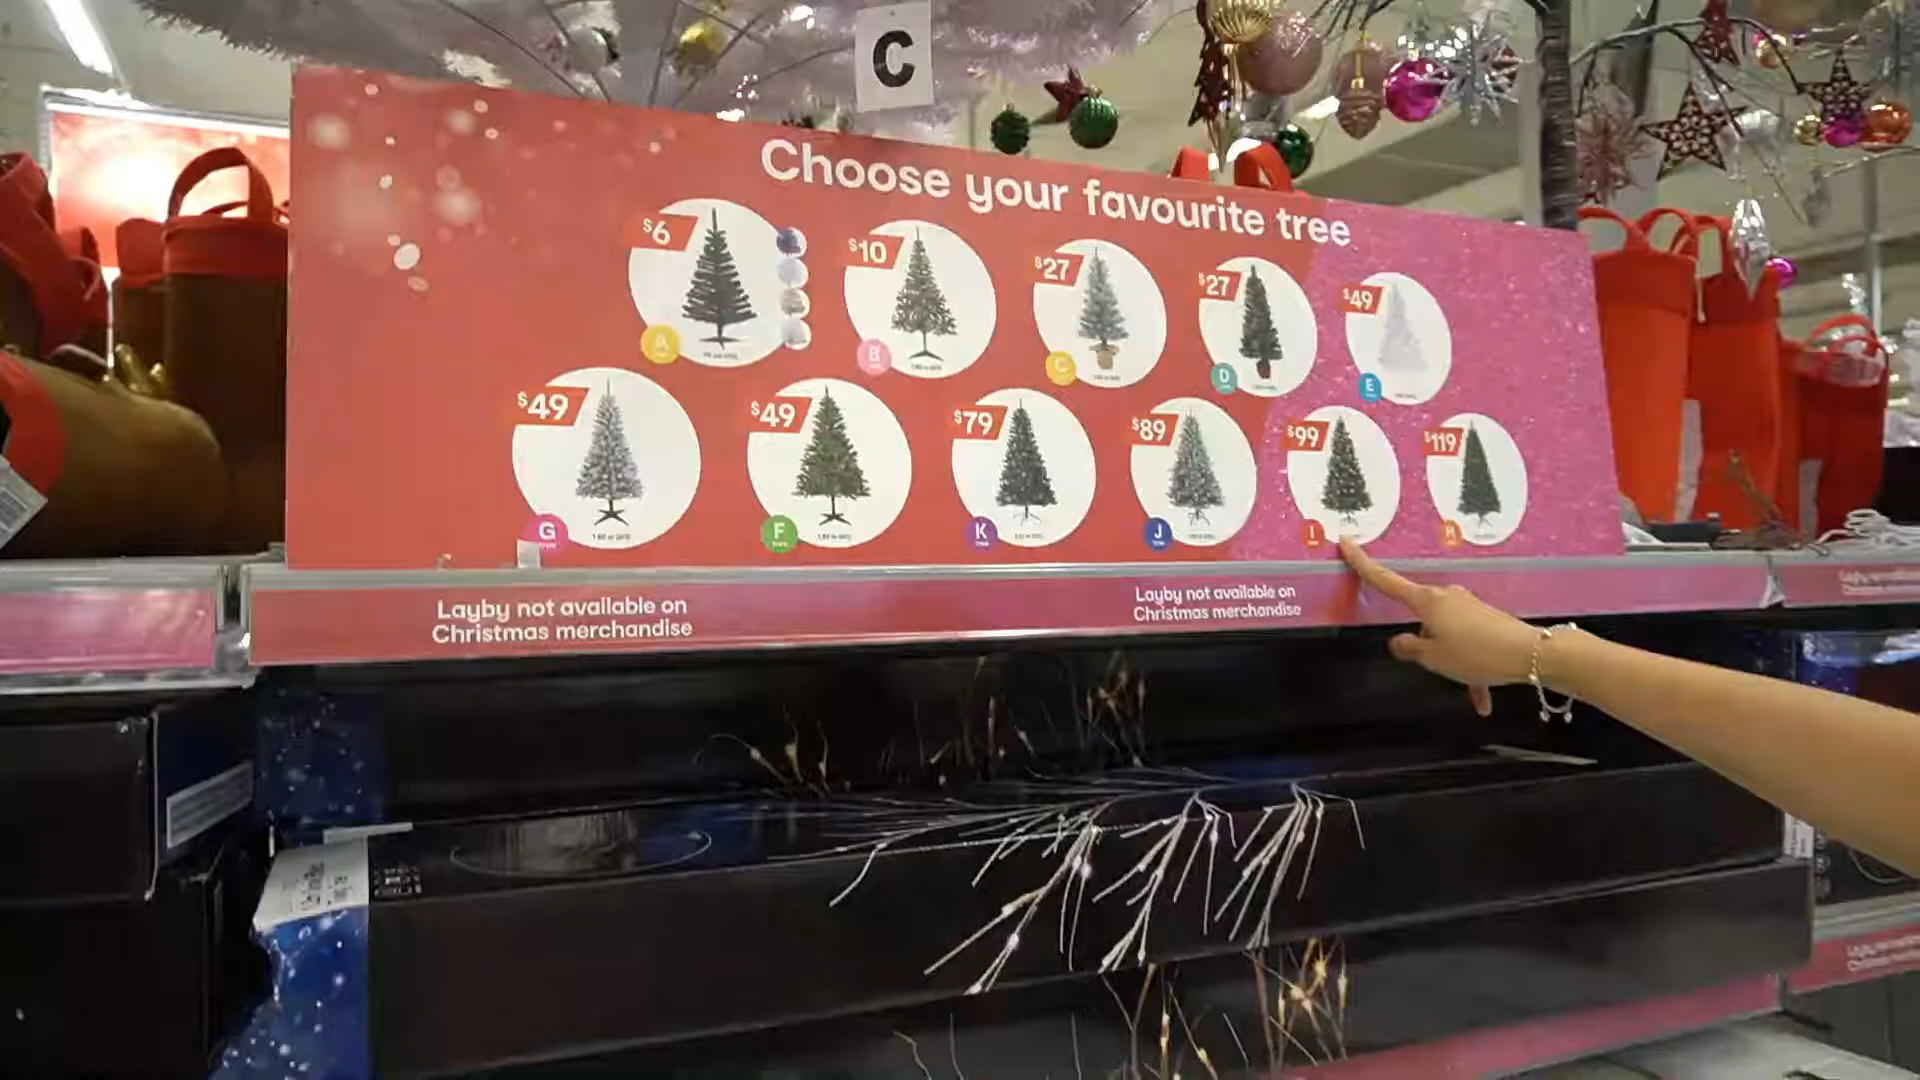 C
Choose your favourite tree
$6
A
$10
B
$27
C
$27
D
$49
E
$49
G
$49
F
$79
K
$89
J
$99
I
$119
H
Layby not available on
Christmas merchandise
Layby not available on
Christmas merchandise